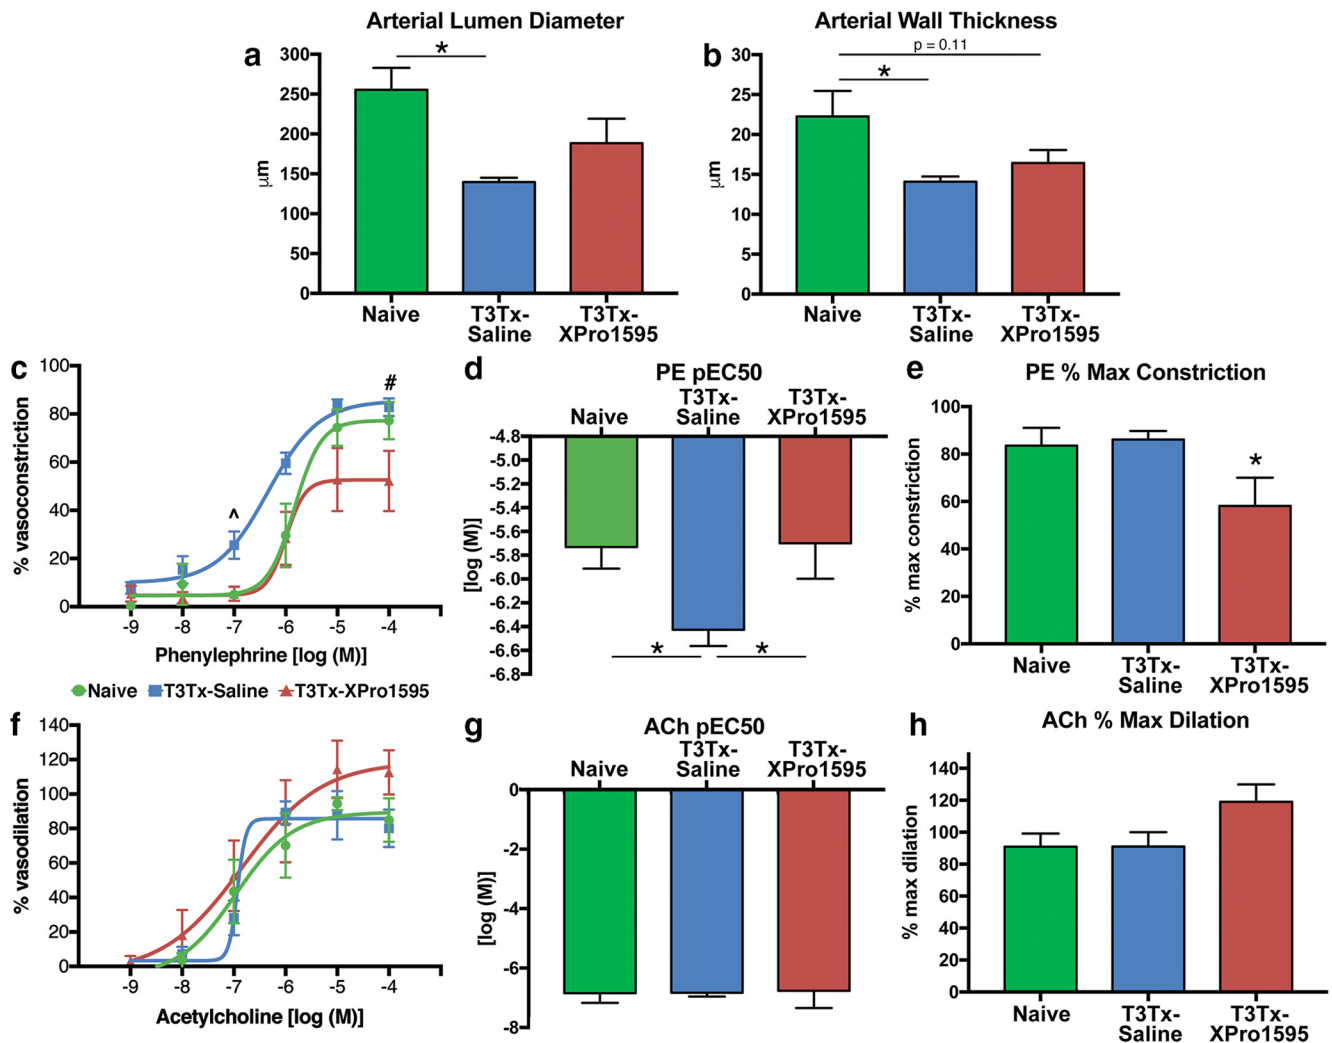 Arterial Lumen Diameter
a
*
300
250
200
150
100
50
0
μm
Naive
T3Tx-
Saline
T3Tx-
XPro1595
Arterial Wall Thickness
b
p = 0.11
*
30
25
20
15
10
5
0
μm
Naive
T3Tx-
Saline
T3Tx-
XPro1595
c
100
80
60
40
20
0
% vasoconstriction
^
#
-9 -8 -7 -6 -5 -4
Phenylephrine [log (M)]
Naive T3Tx-Saline T3Tx-XPro1595
d
PE pEC50
Naive
T3Tx-
Saline
T3Tx-
XPro1595
-4.8
-5.0
-5.2
-5.4
-5.6
-5.8
-6.0
-6.2
-6.4
-6.6
-6.8
[log (M)]
* *
e
PE % Max Constriction
100
80
60
40
20
0
% max constriction
*
Naive
T3Tx-
Saline
T3Tx-
XPro1595
f
140
120
100
80
60
40
20
0
% vasodilation
-9 -8 -7 -6 -5 -4
Acetylcholine [log (M)]
g
ACh pEC50
Naive
T3Tx-
Saline
T3Tx-
XPro1595
0
-2
-4
-6
-8
[log (M)]
h
ACh % Max Dilation
140
120
100
80
60
40
20
0
% max dilation
Naive
T3Tx-
Saline
T3Tx-
XPro1595